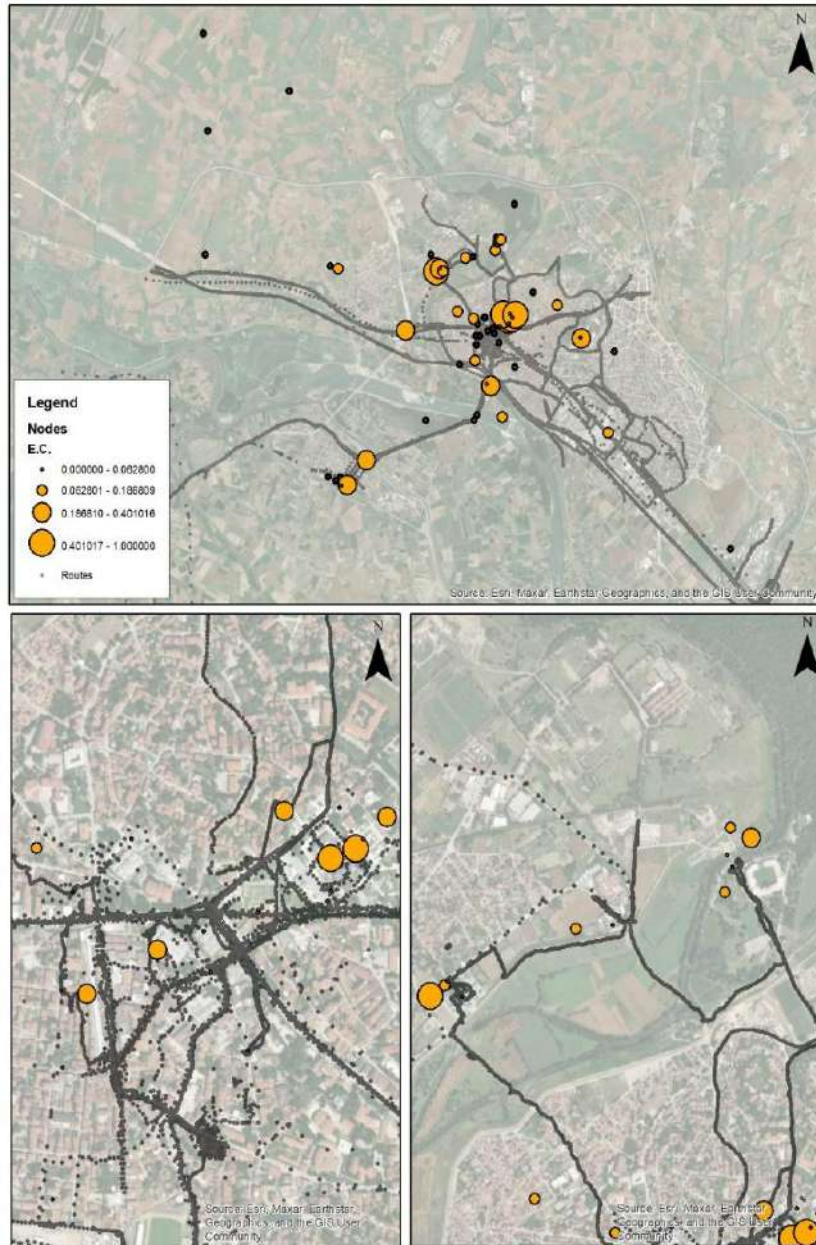 N
Legend
Nodes
E.C.
0.000000 - 0.062800
0.062801 - 0.186809
0.186810 - 0.401016
0.401017 - 1.000000
Routes
Source: Esri, Maxar, Earthstar Geographics, and the GIS User Community
N
Source: Esri, Maxar, Earthstar
Geographics, and the GIS User
Community
N
Source: Esri, Maxar, Earthstar
Geographics, and the GIS User
Community